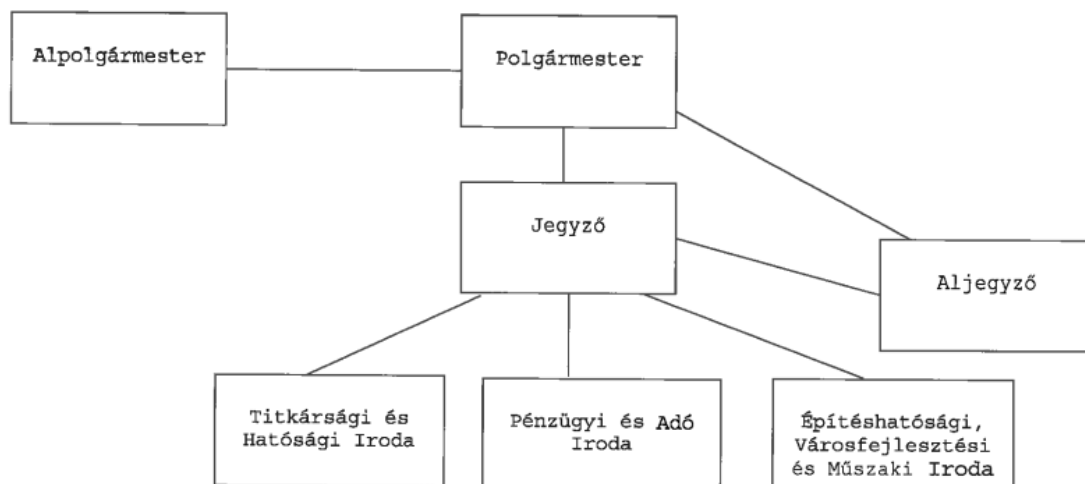 Alpolgármester
Polgármester
Jegyző
Aljegyző
Titkársági és
Hatósági Iroda
Pénzügyi és Adó
Iroda
Építéshatósági,
Városfejlesztési
és Műszaki Iroda